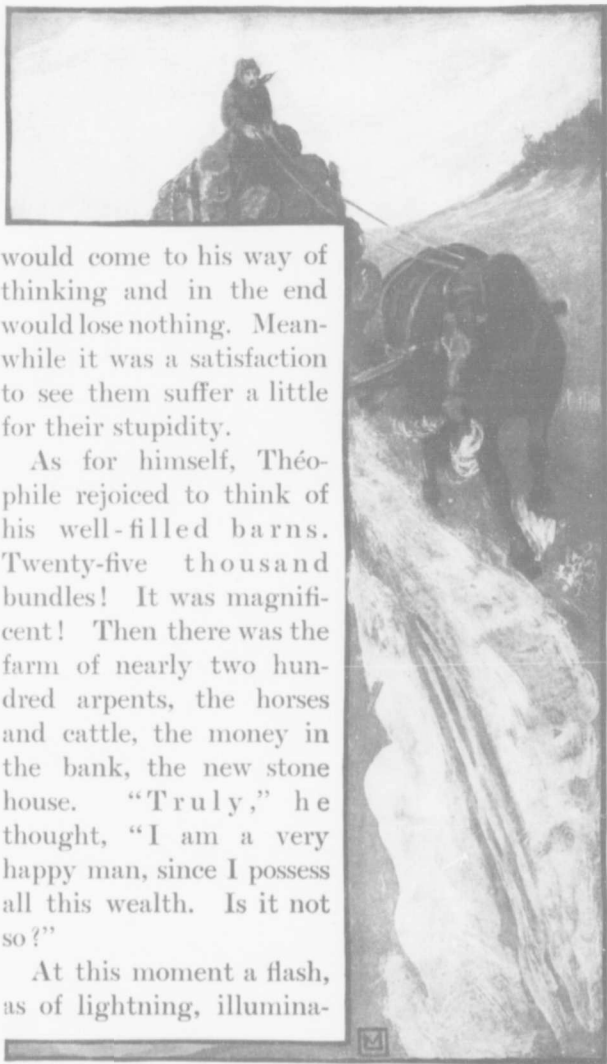 would come to his way of
thinking and in the end
would lose nothing. Mean-
while it was a satisfaction
to see them suffer a little
for their stupidity.
As for himself, Théo-
phile rejoiced to think of
his well-filled barns.
Twenty-five thousand
bundles! It was magnifi-
cent! Then there was the
farm of nearly two hun-
dred arpents, the horses
and cattle, the money in
the bank, the new stone
house. “Truly,” he
thought, “I am a very
happy man, since I possess
all this wealth. Is it not
so?”
At this moment a flash,
as of lightning, illumina-